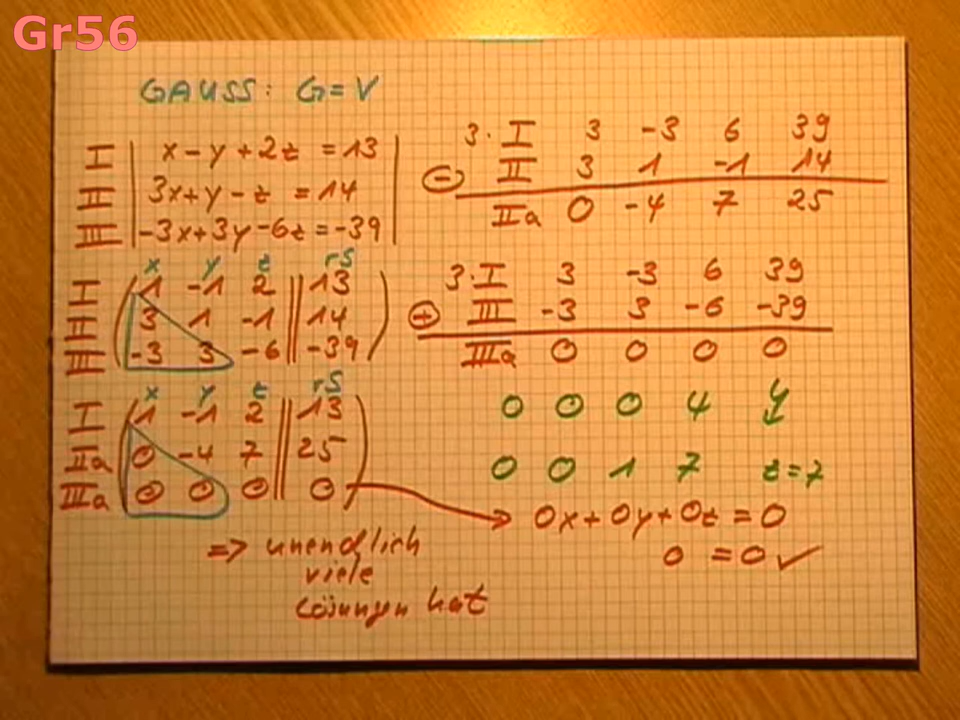 Gr56
GAUSS: G=V
I | x - y + 2z = 13 |
II | 3x + y - z = 14 |
III | -3x + 3y - 6z = -39 |
x y z rS
I ( 1 -1 2 || 13 )
II ( 3 1 -1 || 14 )
III ( -3 3 -6 || -39 )
x y z rS
I ( 1 -1 2 || 13 )
IIa ( 0 -4 7 || 25 )
IIIa ( 0 0 0 || 0 )
=> unendlich
viele
Lösungen hat
3·I 3 -3 6 39
⊖ II 3 1 -1 14
IIa 0 -4 7 25
3·I 3 -3 6 39
⊕ III -3 3 -6 -39
IIIa 0 0 0 0
0 0 0 4
0 0 1 7 z=7
0x + 0y + 0z = 0
0 = 0 ✓